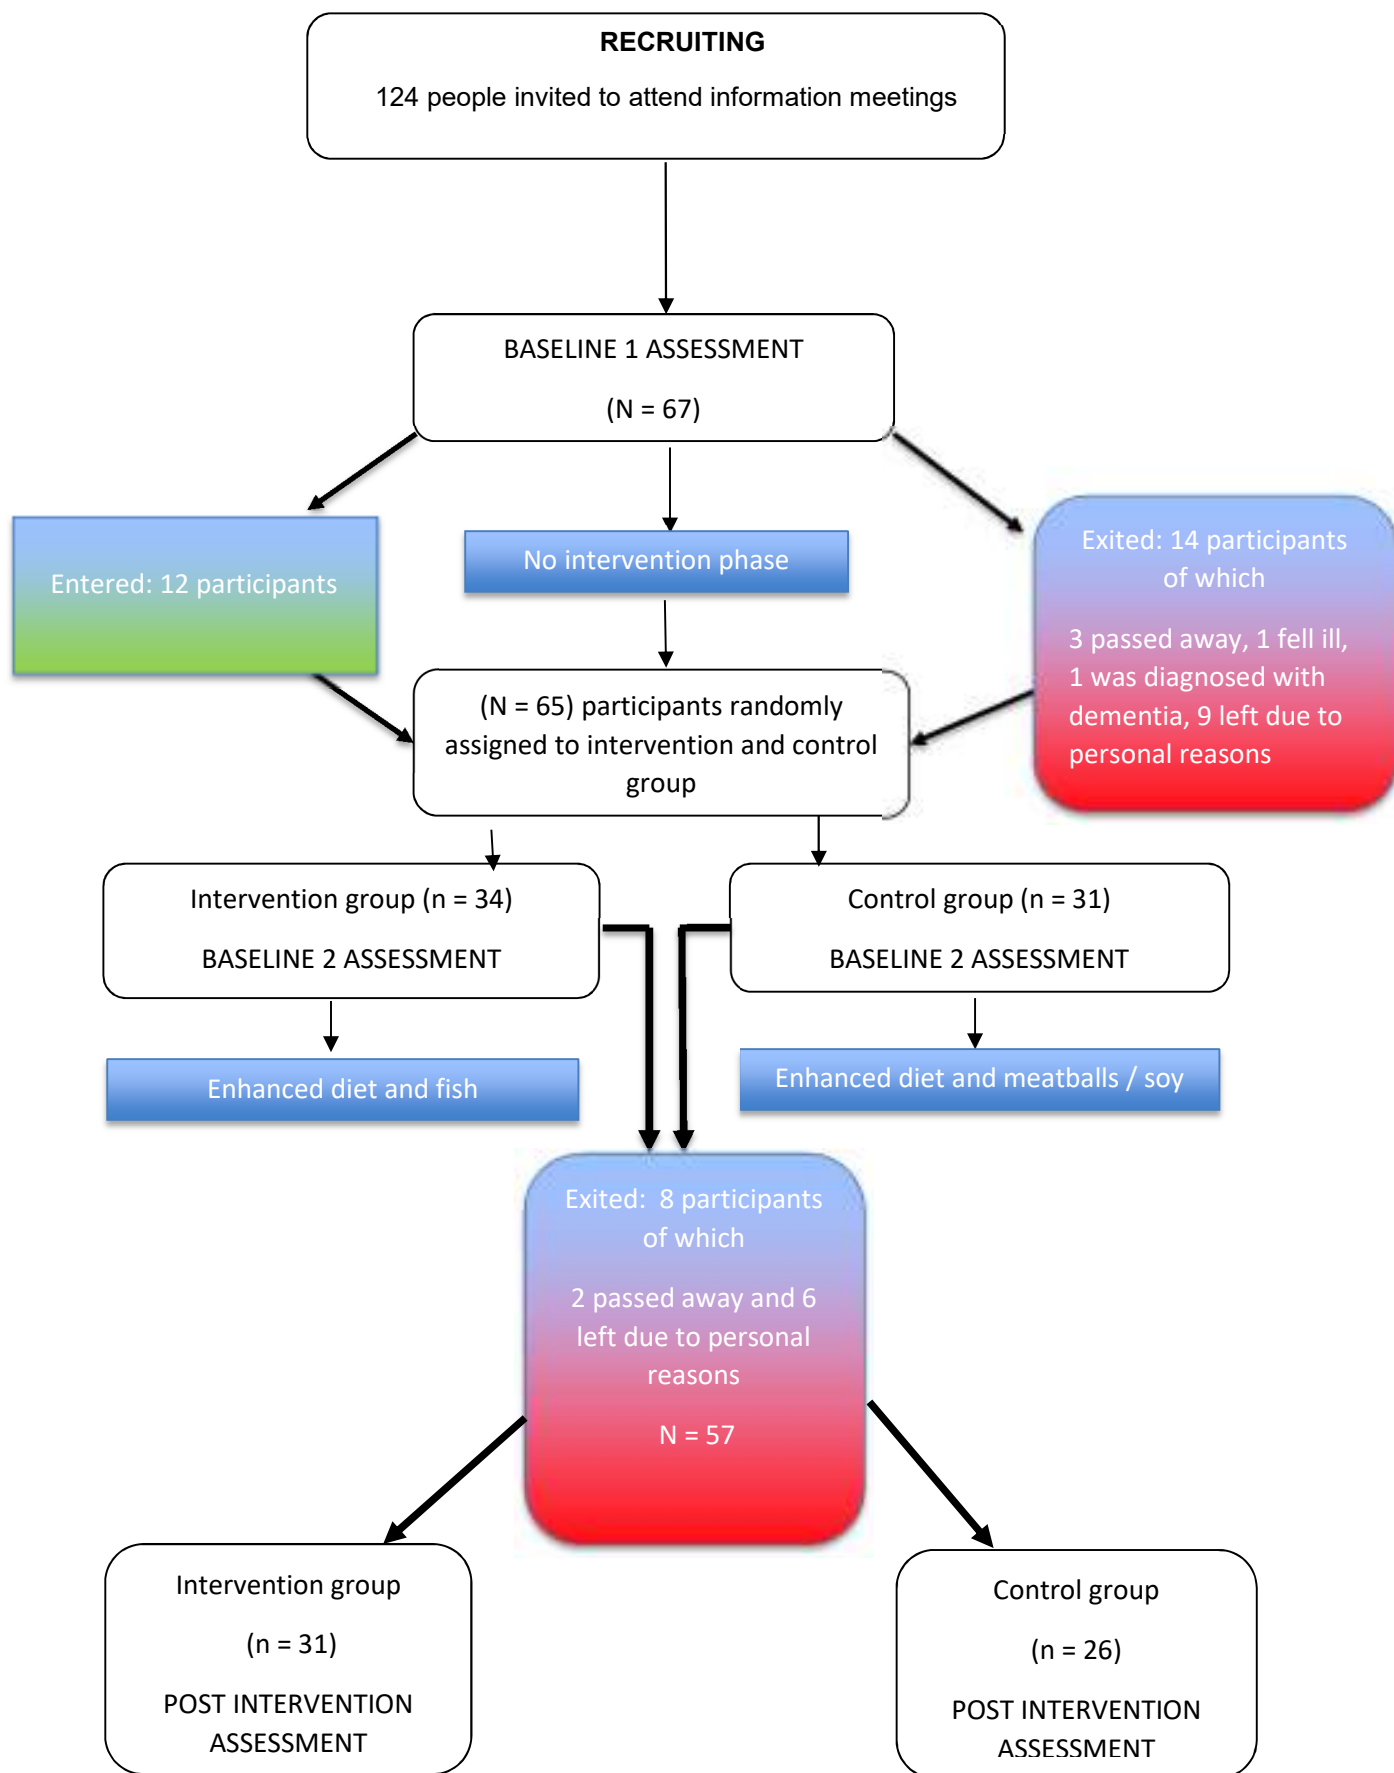 RECRUITING
124 people invited to attend information meetings
BASELINE 1 ASSESSMENT
(N = 67)
Entered: 12 participants
No intervention phase
Exited: 14 participants
of which
3 passed away, 1 fell ill,
1 was diagnosed with
dementia, 9 left due to
personal reasons
(N = 65) participants randomly
assigned to intervention and control
group
Intervention group (n = 34)
BASELINE 2 ASSESSMENT
Control group (n = 31)
BASELINE 2 ASSESSMENT
Enhanced diet and fish
Enhanced diet and meatballs / soy
Exited:  8 participants
of which
2 passed away and 6
left due to personal
reasons
N = 57
Intervention group
(n = 31)
POST INTERVENTION
ASSESSMENT
Control group
(n = 26)
POST INTERVENTION
ASSESSMENT